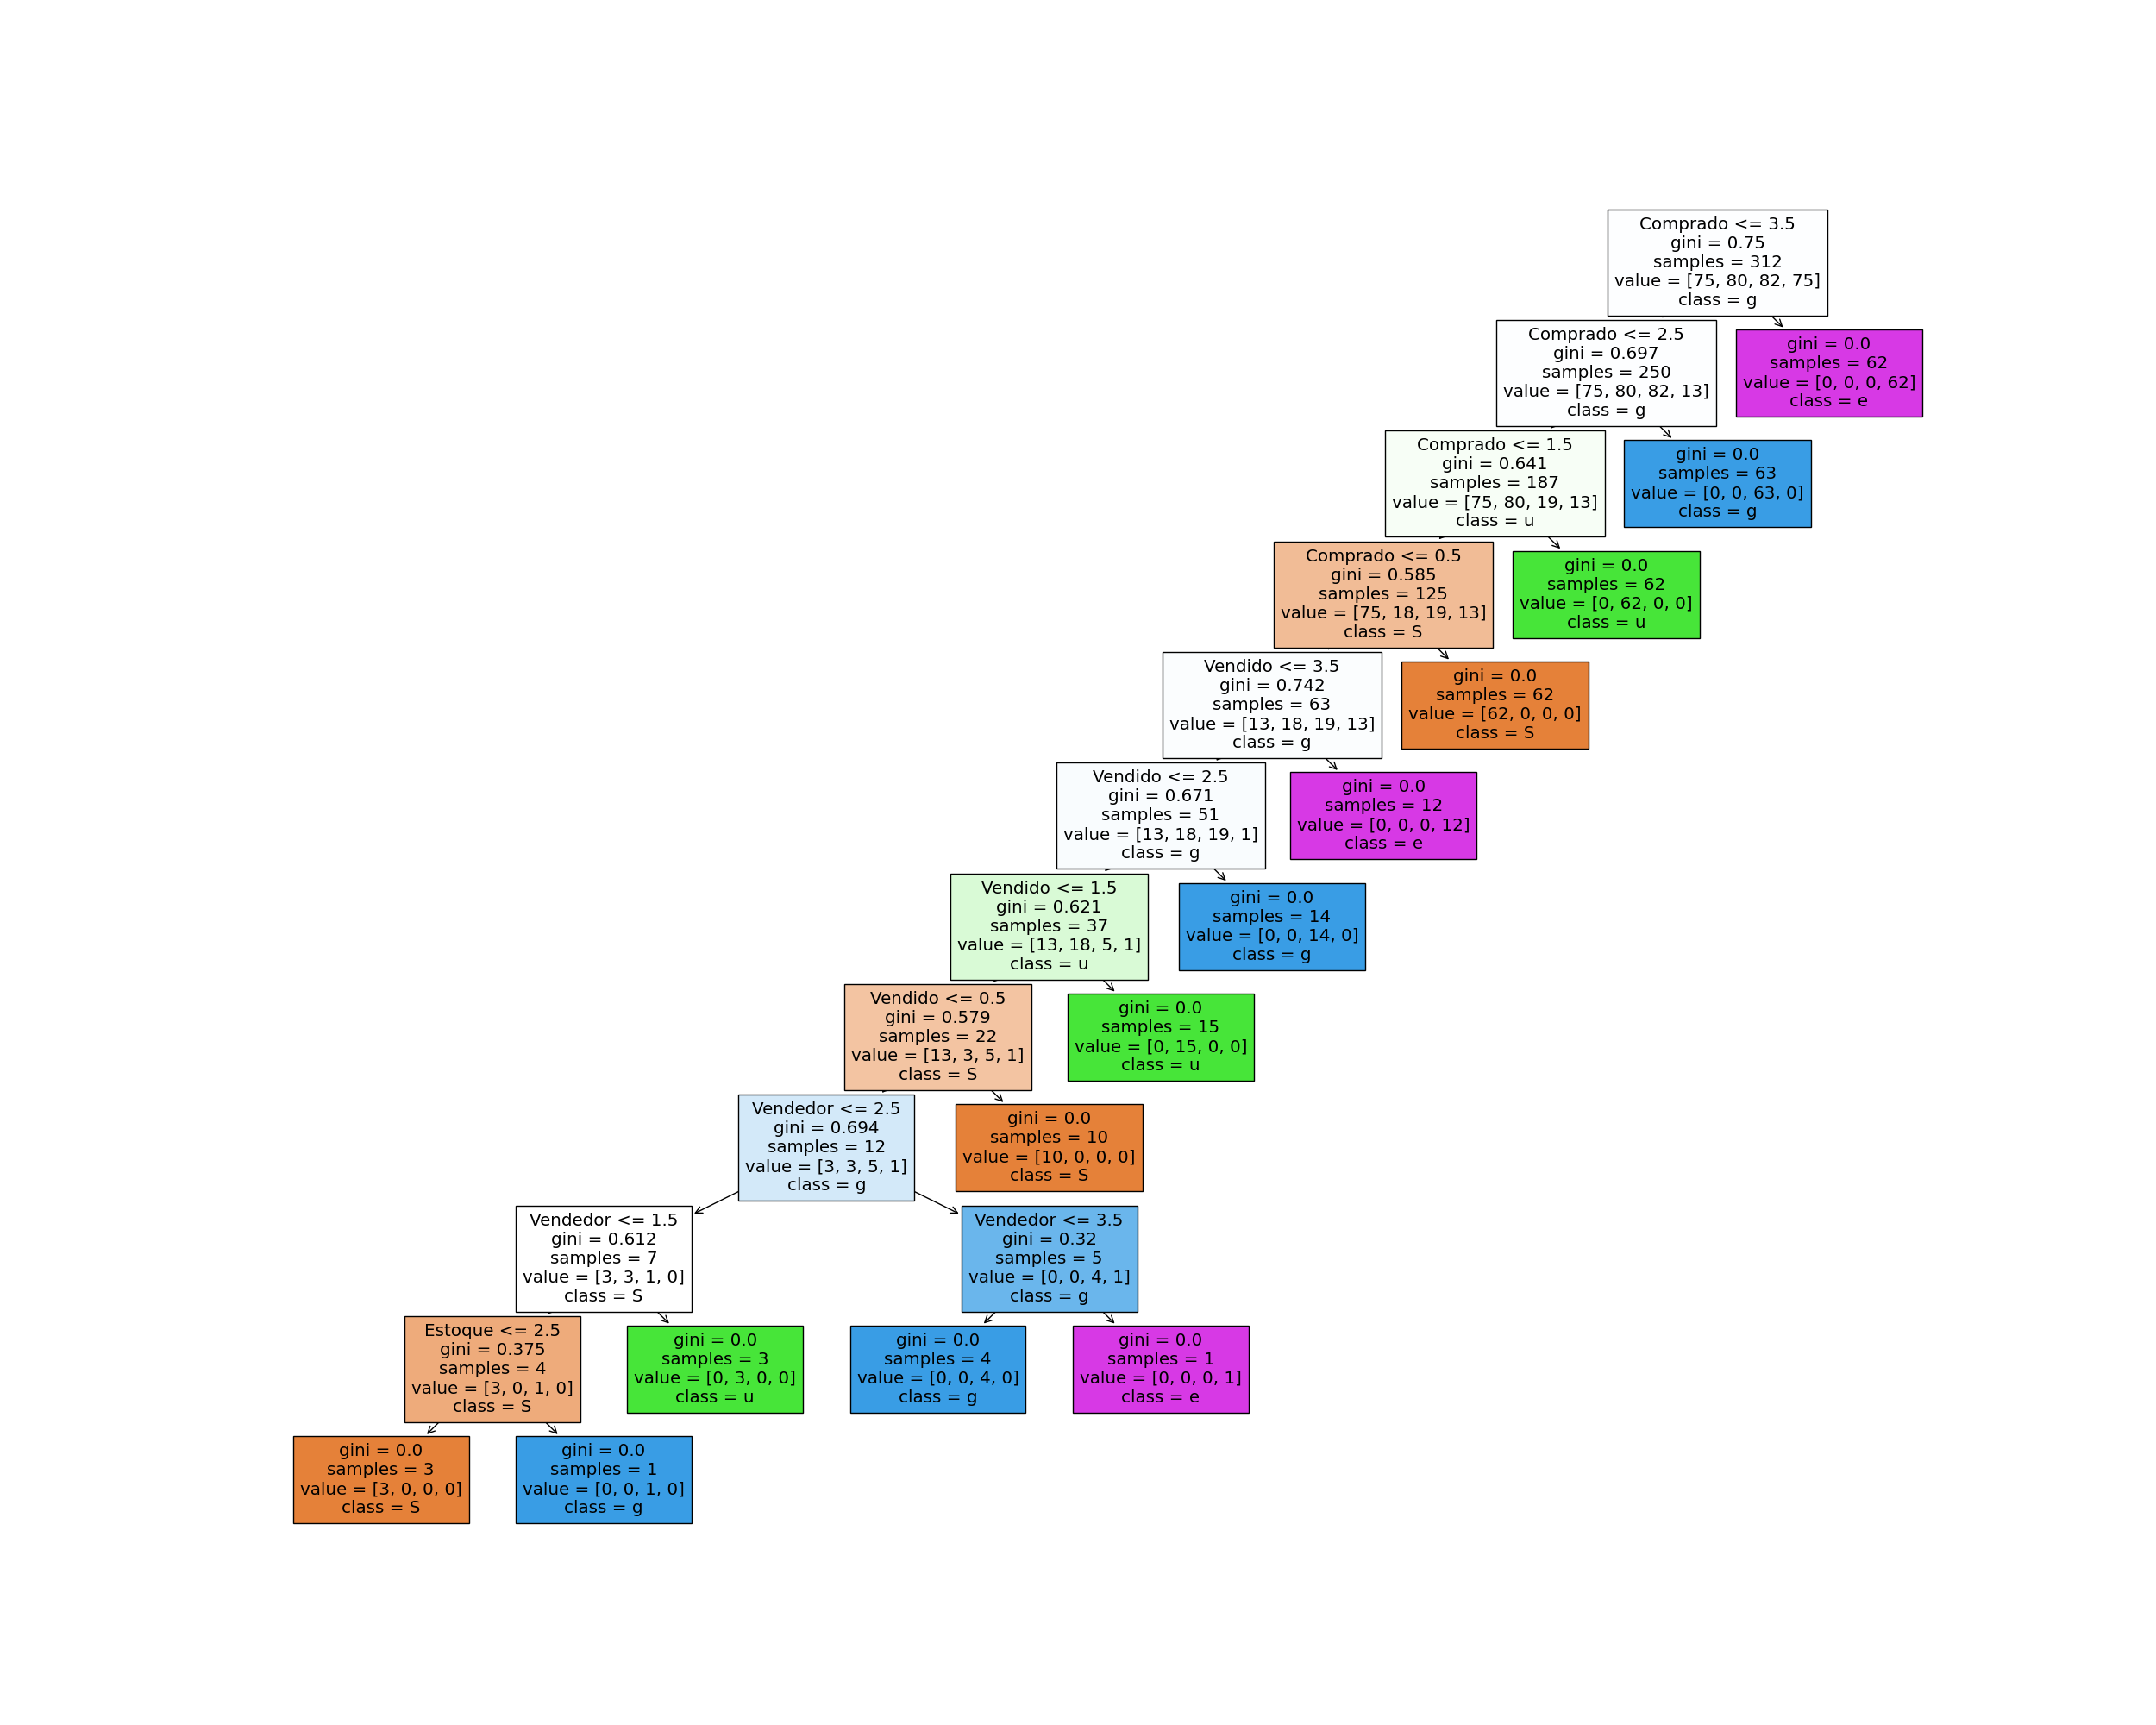 Comprado <= 3.5
gini = 0.75
samples = 312
value = [75, 80, 82, 75]
class = g
Comprado <= 2.5
gini = 0.697
samples = 250
value = [75, 80, 82, 13]
class = g
gini = 0.0
samples = 62
value = [0, 0, 0, 62]
class = e
Comprado <= 1.5
gini = 0.641
samples = 187
value = [75, 80, 19, 13]
class = u
gini = 0.0
samples = 63
value = [0, 0, 63, 0]
class = g
Comprado <= 0.5
gini = 0.585
samples = 125
value = [75, 18, 19, 13]
class = S
gini = 0.0
samples = 62
value = [0, 62, 0, 0]
class = u
Vendido <= 3.5
gini = 0.742
samples = 63
value = [13, 18, 19, 13]
class = g
gini = 0.0
samples = 62
value = [62, 0, 0, 0]
class = S
Vendido <= 2.5
gini = 0.671
samples = 51
value = [13, 18, 19, 1]
class = g
gini = 0.0
samples = 12
value = [0, 0, 0, 12]
class = e
Vendido <= 1.5
gini = 0.621
samples = 37
value = [13, 18, 5, 1]
class = u
gini = 0.0
samples = 14
value = [0, 0, 14, 0]
class = g
Vendido <= 0.5
gini = 0.579
samples = 22
value = [13, 3, 5, 1]
class = S
gini = 0.0
samples = 15
value = [0, 15, 0, 0]
class = u
Vendedor <= 2.5
gini = 0.694
samples = 12
value = [3, 3, 5, 1]
class = g
gini = 0.0
samples = 10
value = [10, 0, 0, 0]
class = S
Vendedor <= 1.5
gini = 0.612
samples = 7
value = [3, 3, 1, 0]
class = S
Vendedor <= 3.5
gini = 0.32
samples = 5
value = [0, 0, 4, 1]
class = g
Estoque <= 2.5
gini = 0.375
samples = 4
value = [3, 0, 1, 0]
class = S
gini = 0.0
samples = 3
value = [0, 3, 0, 0]
class = u
gini = 0.0
samples = 4
value = [0, 0, 4, 0]
class = g
gini = 0.0
samples = 1
value = [0, 0, 0, 1]
class = e
gini = 0.0
samples = 3
value = [3, 0, 0, 0]
class = S
gini = 0.0
samples = 1
value = [0, 0, 1, 0]
class = g